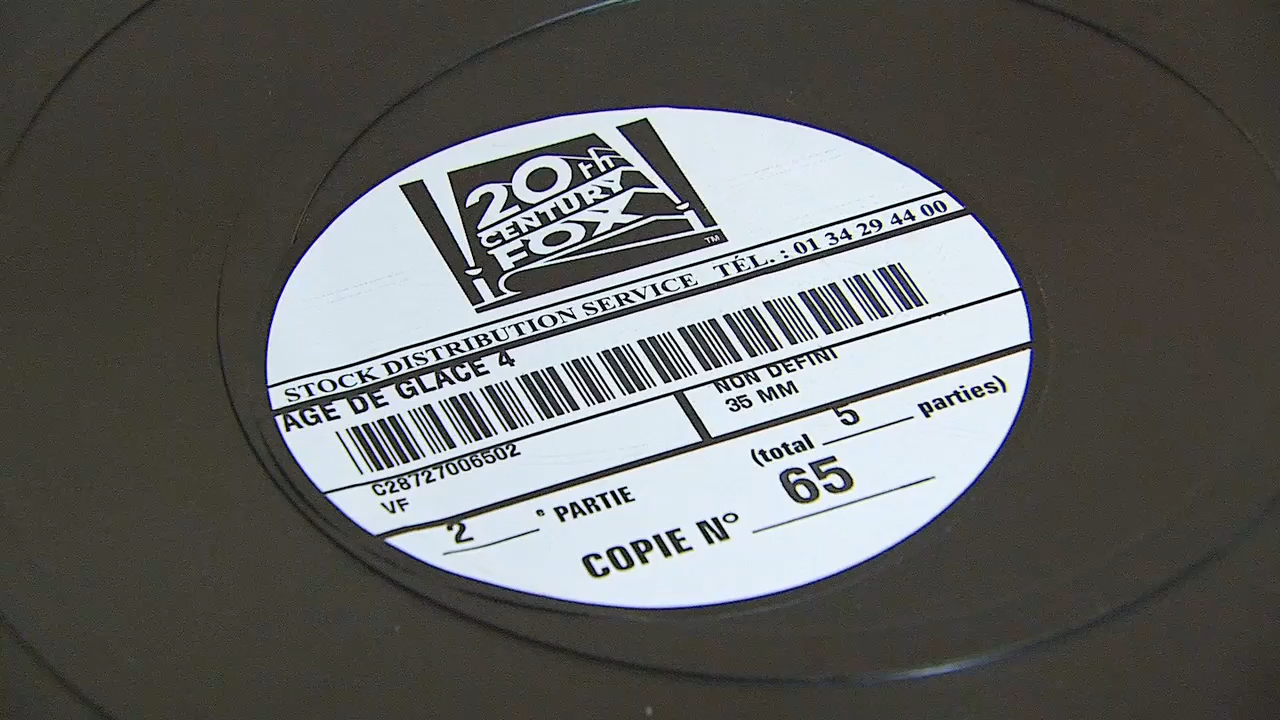 20TH
CENTURY
FOX
TM
STOCK DISTRIBUTION SERVICE TÉL. : 01 34 29 44 00
AGE DE GLACE 4
C28727006502
VF
NON DEFINI
35 MM
2 e PARTIE
(total 5 parties)
COPIE N° 65